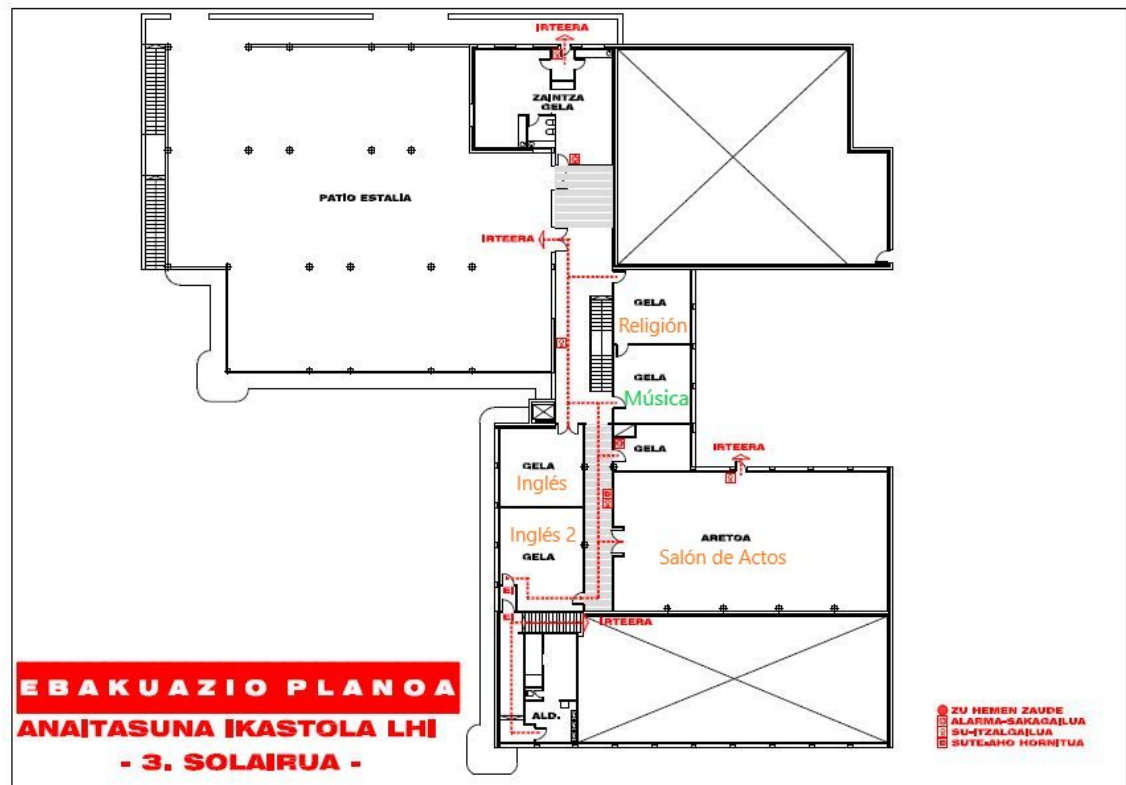 IRTEERA
ZAINTZA
GELA
PATIO ESTALIA
IRTEERA
GELA
Religión
GELA
Música
GELA
IRTEERA
GELA
Inglés
Inglés 2
GELA
ARETOA
Salón de Actos
EI
EI
IRTEERA
ALD.
EBAKUAZIO PLANOA
ANAITASUNA IKASTOLA LHI
- 3. SOLAIRUA -
ZU HEMEN ZAUDE
ALARMA-SAKAGAILUA
SU-ITZALGAILUA
SUTE-AHO HORNITUA